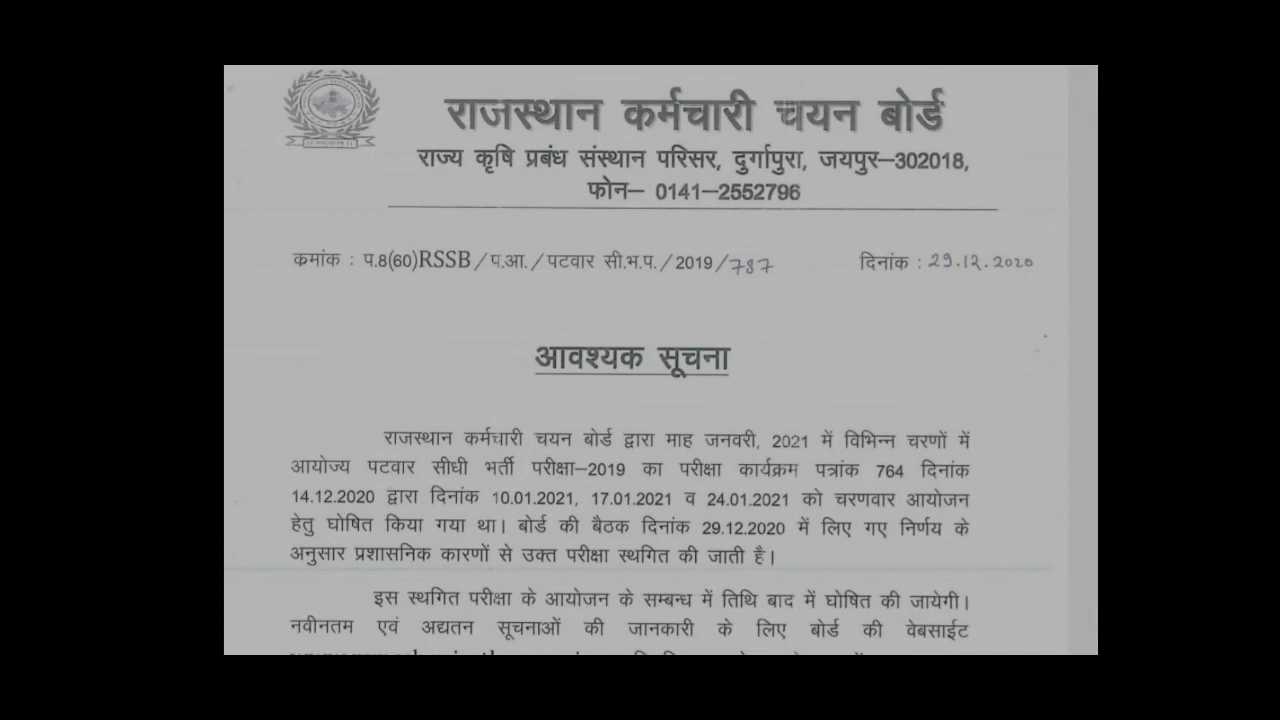 राजस्थान कर्मचारी चयन बोर्ड
राज्य कृषि प्रबंध संस्थान परिसर, दुर्गापुरा, जयपुर–302018,
फोन– 0141–2552796
कमांक : प.8(60)RSSB/प.आ./पटवार सी.भ.प./2019/787 दिनांक : 29.12.2020
आवश्यक सूचना
राजस्थान कर्मचारी चयन बोर्ड द्वारा माह जनवरी, 2021 में विभिन्न चरणों में
आयोज्य पटवार सीधी भर्ती परीक्षा–2019 का परीक्षा कार्यक्रम पत्रांक 764 दिनांक
14.12.2020 द्वारा दिनांक 10.01.2021, 17.01.2021 व 24.01.2021 को चरणवार आयोजन
हेतु घोषित किया गया था। बोर्ड की बैठक दिनांक 29.12.2020 में लिए गए निर्णय के
अनुसार प्रशासनिक कारणों से उक्त परीक्षा स्थगित की जाती है।
इस स्थगित परीक्षा के आयोजन के सम्बन्ध में तिथि बाद में घोषित की जायेगी।
नवीनतम एवं अद्यतन सूचनाओं की जानकारी के लिए बोर्ड की वेबसाईट